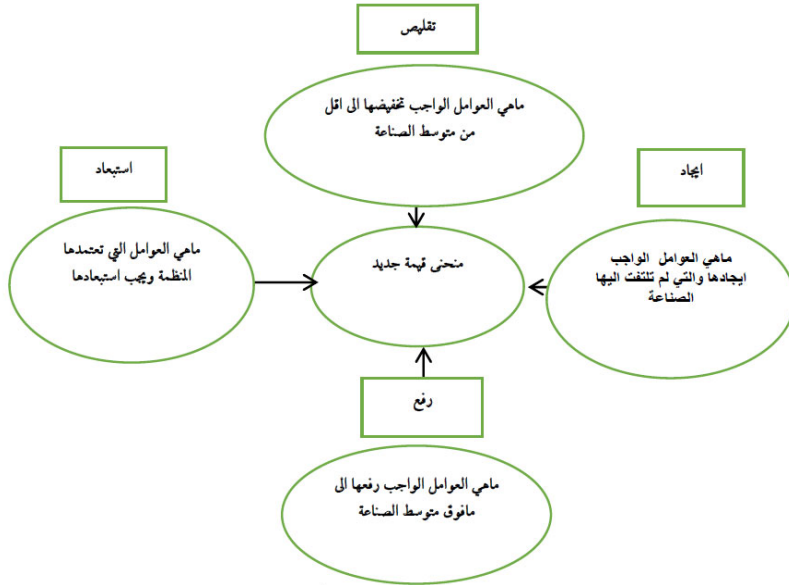 تقليص
ماهي العوامل الواجب تخفيضها الى اقل
من متوسط الصناعة
ايجاد
ماهي العوامل الواجب
ايجادها والتي لم تلتفت اليها
الصناعة
منحنى قيمة جديد
استبعاد
ماهي العوامل التي تعتمدها
المنظمة ويجب استبعادها
رفع
ماهي العوامل الواجب رفعها الى
مافوق متوسط الصناعة